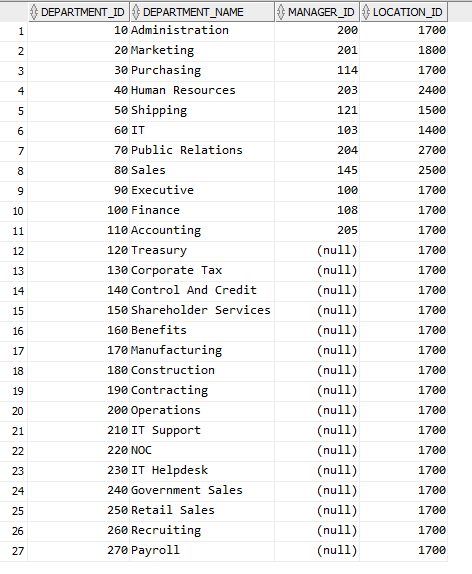 DEPARTMENT_ID DEPARTMENT_NAME MANAGER_ID LOCATION_ID
1 10 Administration 200 1700
2 20 Marketing 201 1800
3 30 Purchasing 114 1700
4 40 Human Resources 203 2400
5 50 Shipping 121 1500
6 60 IT 103 1400
7 70 Public Relations 204 2700
8 80 Sales 145 2500
9 90 Executive 100 1700
10 100 Finance 108 1700
11 110 Accounting 205 1700
12 120 Treasury (null) 1700
13 130 Corporate Tax (null) 1700
14 140 Control And Credit (null) 1700
15 150 Shareholder Services (null) 1700
16 160 Benefits (null) 1700
17 170 Manufacturing (null) 1700
18 180 Construction (null) 1700
19 190 Contracting (null) 1700
20 200 Operations (null) 1700
21 210 IT Support (null) 1700
22 220 NOC (null) 1700
23 230 IT Helpdesk (null) 1700
24 240 Government Sales (null) 1700
25 250 Retail Sales (null) 1700
26 260 Recruiting (null) 1700
27 270 Payroll (null) 1700